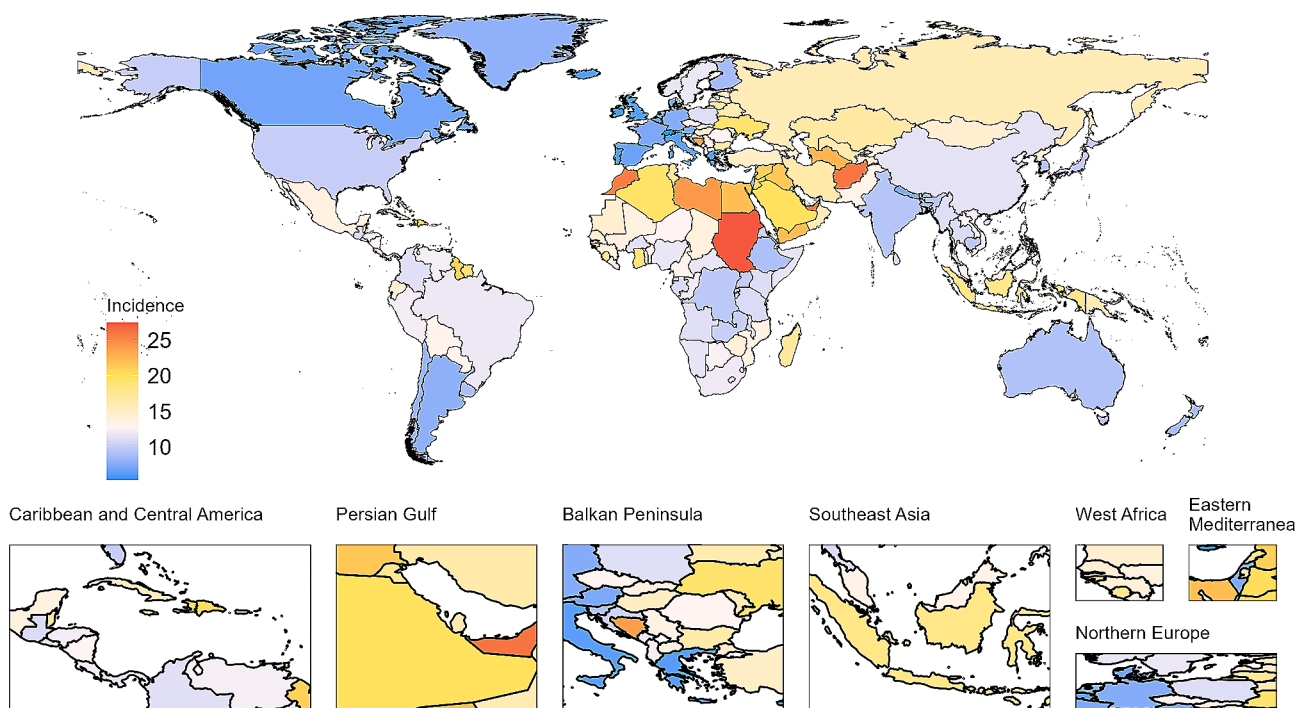 Incidence
25
20
15
10
Caribbean and Central America
Persian Gulf
Balkan Peninsula
Southeast Asia
West Africa
Eastern
Mediterranea
Northern Europe